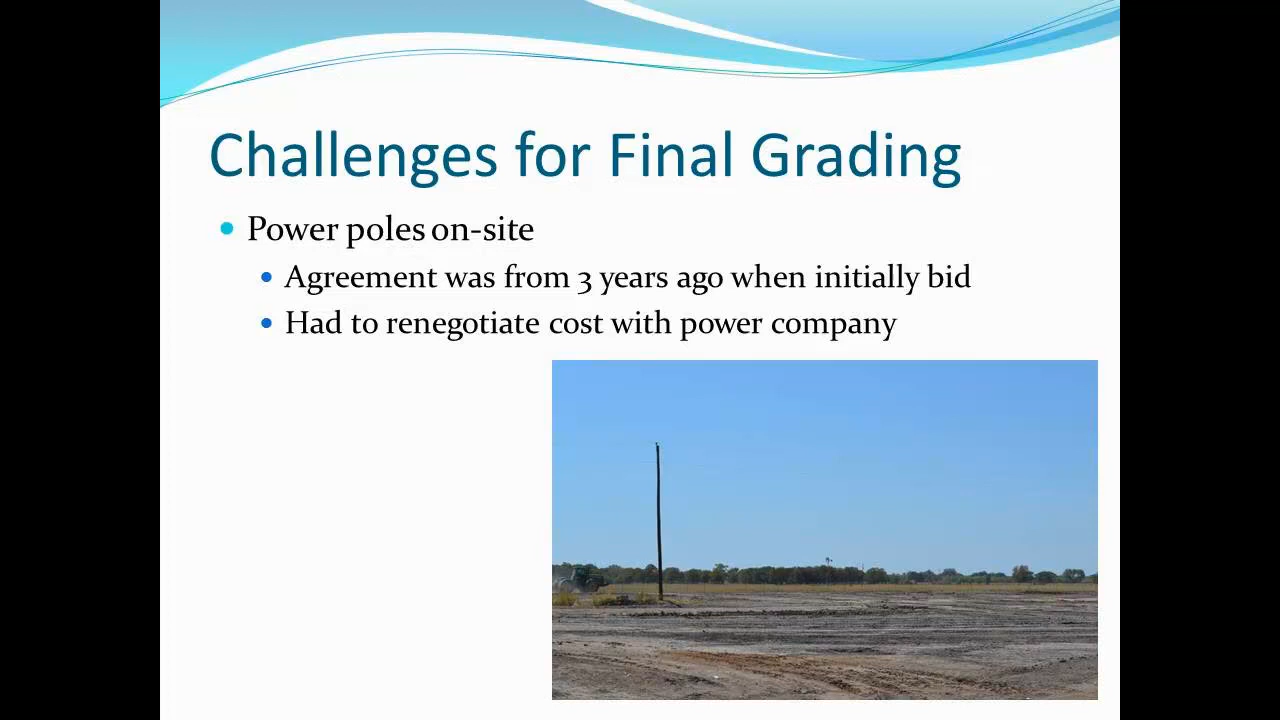 Challenges for Final Grading
Power poles on-site
Agreement was from 3 years ago when initially bid
Had to renegotiate cost with power company